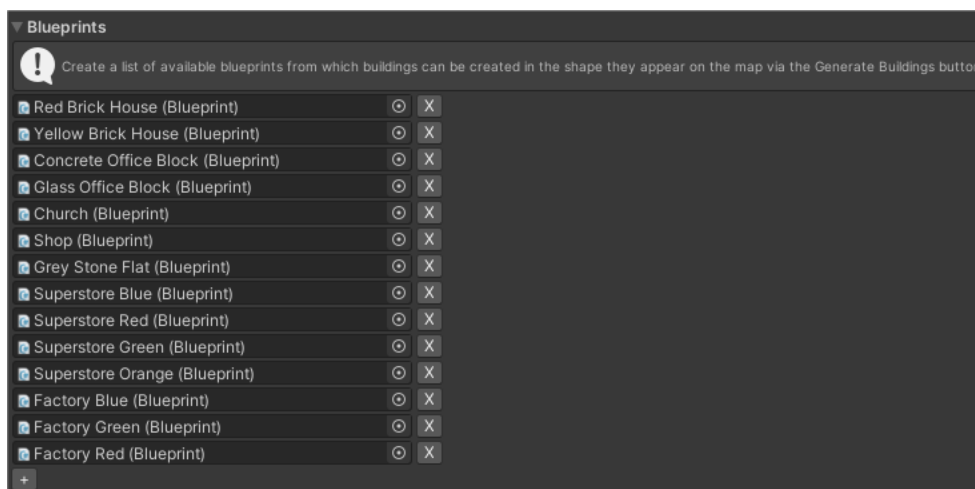 Blueprints
Create a list of available blueprints from which buildings can be created in the shape they appear on the map via the Generate Buildings
Red Brick House (Blueprint) X
Yellow Brick House (Blueprint) X
Concrete Office Block (Blueprint) X
Glass Office Block (Blueprint) X
Church (Blueprint) X
Shop (Blueprint) X
Grey Stone Flat (Blueprint) X
Superstore Blue (Blueprint) X
Superstore Red (Blueprint) X
Superstore Green (Blueprint) X
Superstore Orange (Blueprint) X
Factory Blue (Blueprint) X
Factory Green (Blueprint) X
Factory Red (Blueprint) X
+